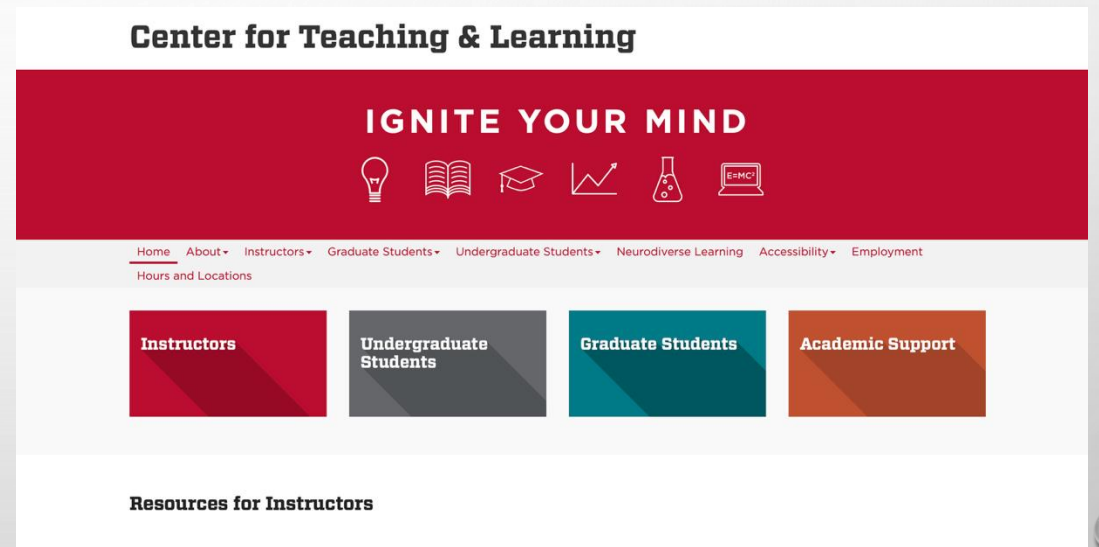 Center for Teaching & Learning
IGNITE YOUR MIND
E=MC²
Home About Instructors Graduate Students Undergraduate Students Neurodiverse Learning Accessibility Employment
Hours and Locations
Instructors
Undergraduate
Students
Graduate Students
Academic Support
Resources for Instructors